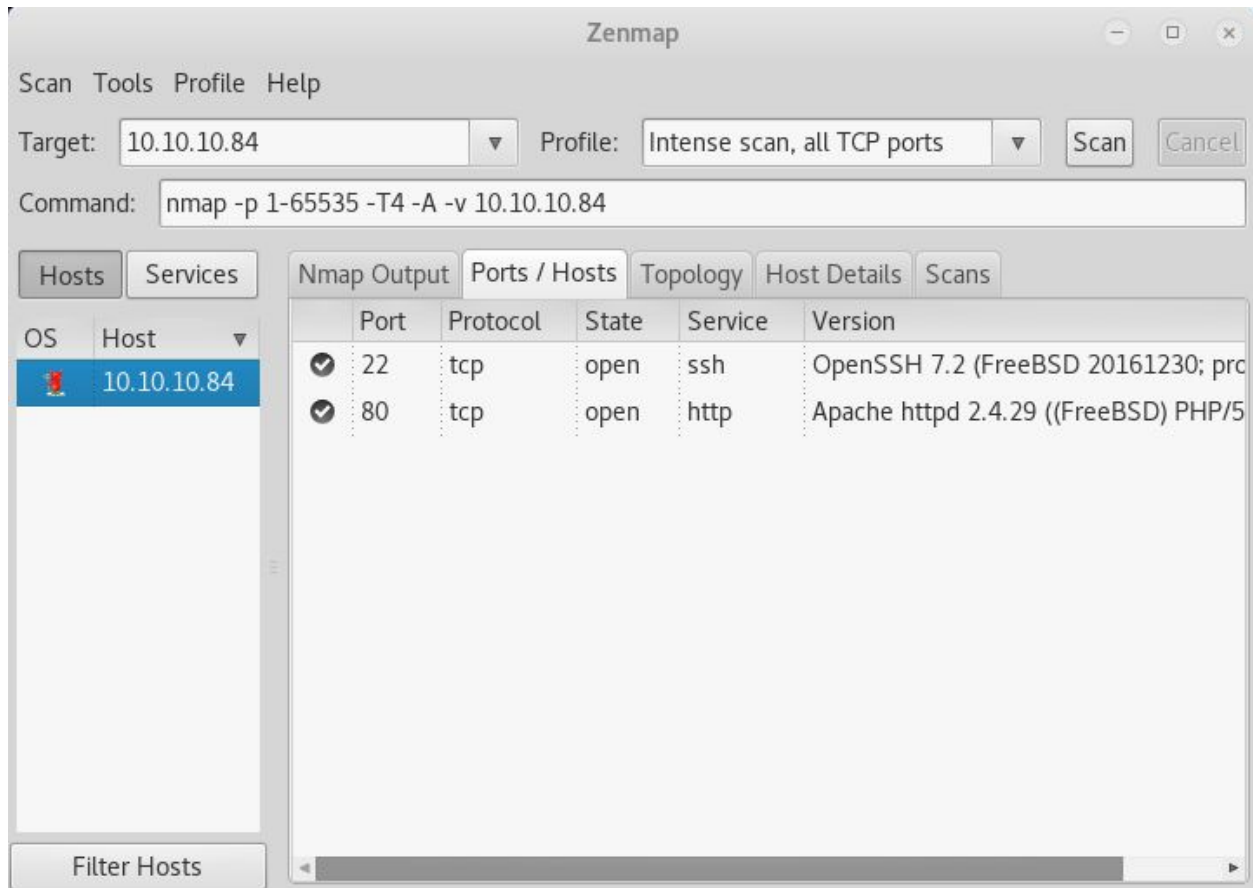 Zenmap
Scan Tools Profile Help
Target: 10.10.10.84 Profile: Intense scan, all TCP ports Scan Cancel
Command: nmap -p 1-65535 -T4 -A -v 10.10.10.84
Hosts Services Nmap Output Ports / Hosts Topology Host Details Scans
OS Host
10.10.10.84
Port Protocol State Service Version
22 tcp open ssh OpenSSH 7.2 (FreeBSD 20161230; pro
80 tcp open http Apache httpd 2.4.29 ((FreeBSD) PHP/5
Filter Hosts